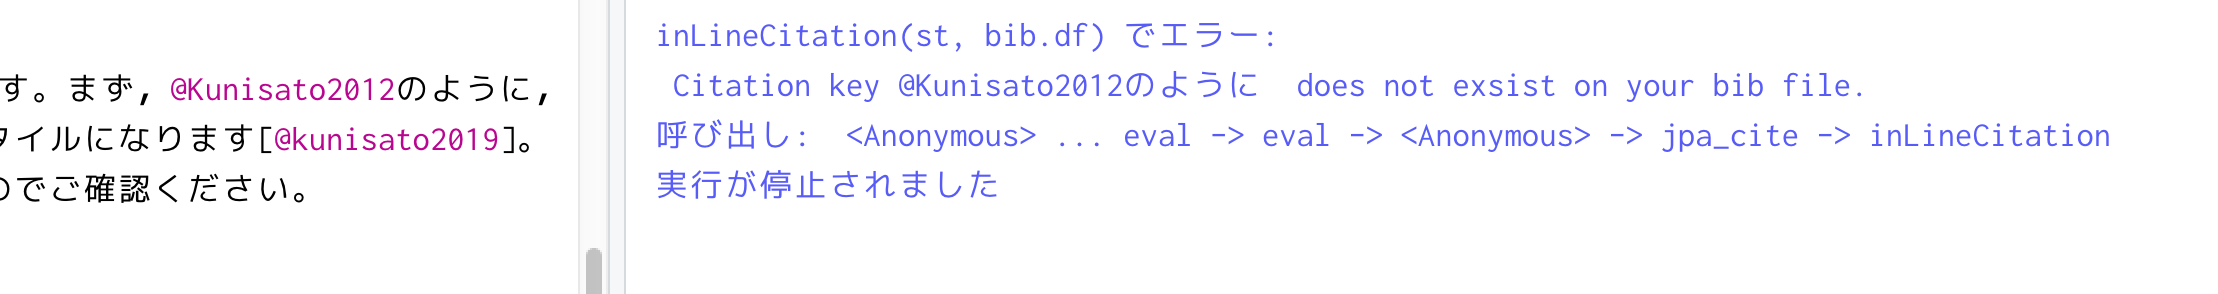 す。まず, @Kunisato2012のように,
タイルになります[@kunisato2019]。
のでご確認ください。
inLineCitation(st, bib.df) でエラー:
Citation key @Kunisato2012のように  does not exsist on your bib file.
呼び出し:  <Anonymous> ... eval -> eval -> <Anonymous> -> jpa_cite -> inLineCitation
実行が停止されました